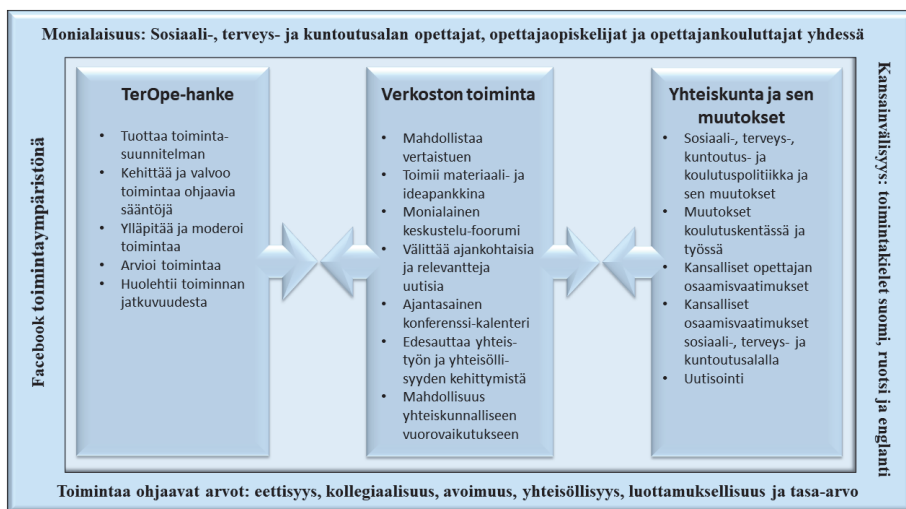 Monialaisuus: Sosiaali-, terveys- ja kuntoutusalan opettajat, opettajaopiskelijat ja opettajankouluttajat yhdessä
Facebook toimintaympäristönä
TerOpe-hanke
• Tuottaa toiminta-
suunnitelman
• Kehittää ja valvoo
toimintaa ohjaavia
sääntöjä
• Ylläpitää ja moderoi
toimintaa
• Arvioi toimintaa
• Huolehtii toiminnan
jatkuvuudesta
Verkoston toiminta
• Mahdollistaa
vertaistuen
• Toimii materiaali- ja
ideapankkina
• Monialainen
keskustelu-foorumi
• Välittää ajankohtaisia
ja relevantteja
uutisia
• Ajantasainen
konferenssi-kalenteri
• Edesauttaa yhteis-
työn ja yhteisölli-
syyden kehittymistä
• Mahdollisuus
yhteiskunnalliseen
vuorovaikutukseen
Yhteiskunta ja sen
muutokset
• Sosiaali-, terveys-,
kuntoutus- ja
koulutuspolitiikka ja
sen muutokset
• Muutokset
koulutuskentässä ja
työssä
• Kansalliset opettajan
osaamisvaatimukset
• Kansalliset
osaamisvaatimukset
sosiaali-, terveys- ja
kuntoutusalalla
• Uutisointi
Kansainvälisyys: toimintakielet suomi, ruotsi ja englanti
Toimintaa ohjaavat arvot: eettisyys, kollegiaalisuus, avoimuus, yhteisöllisyys, luottamuksellisuus ja tasa-arvo